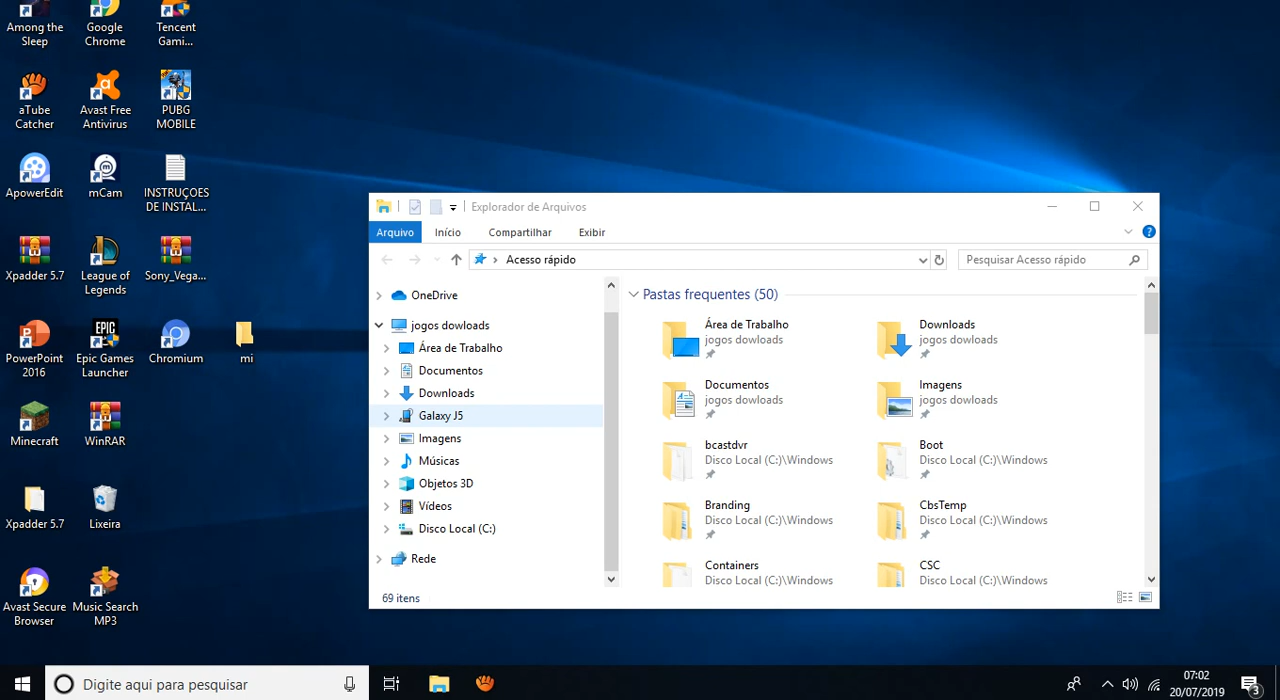 Among the
Sleep
Google
Chrome
Tencent
Gami...
aTube
Catcher
Avast Free
Antivirus
PUBG
MOBILE
ApowerEdit
mCam
INSTRUÇOES
DE INSTAL...
Xpadder 5.7
League of
Legends
Sony_Vega...
PowerPoint
2016
Epic Games
Launcher
Chromium
mi
Minecraft
WinRAR
Xpadder 5.7
Lixeira
Avast Secure
Browser
Music Search
MP3
Explorador de Arquivos
Arquivo Início Compartilhar Exibir
Acesso rápido
Pesquisar Acesso rápido
OneDrive
jogos dowloads
Área de Trabalho
Documentos
Downloads
Galaxy J5
Imagens
Músicas
Objetos 3D
Vídeos
Disco Local (C:)
Rede
Pastas frequentes (50)
Área de Trabalho
jogos dowloads
Downloads
jogos dowloads
Documentos
jogos dowloads
Imagens
jogos dowloads
bcastdvr
Disco Local (C:)\Windows
Boot
Disco Local (C:)\Windows
Branding
Disco Local (C:)\Windows
CbsTemp
Disco Local (C:)\Windows
Containers
Disco Local (C:)\Windows
CSC
Disco Local (C:)\Windows
69 itens
Digite aqui para pesquisar
07:02
20/07/2019
3